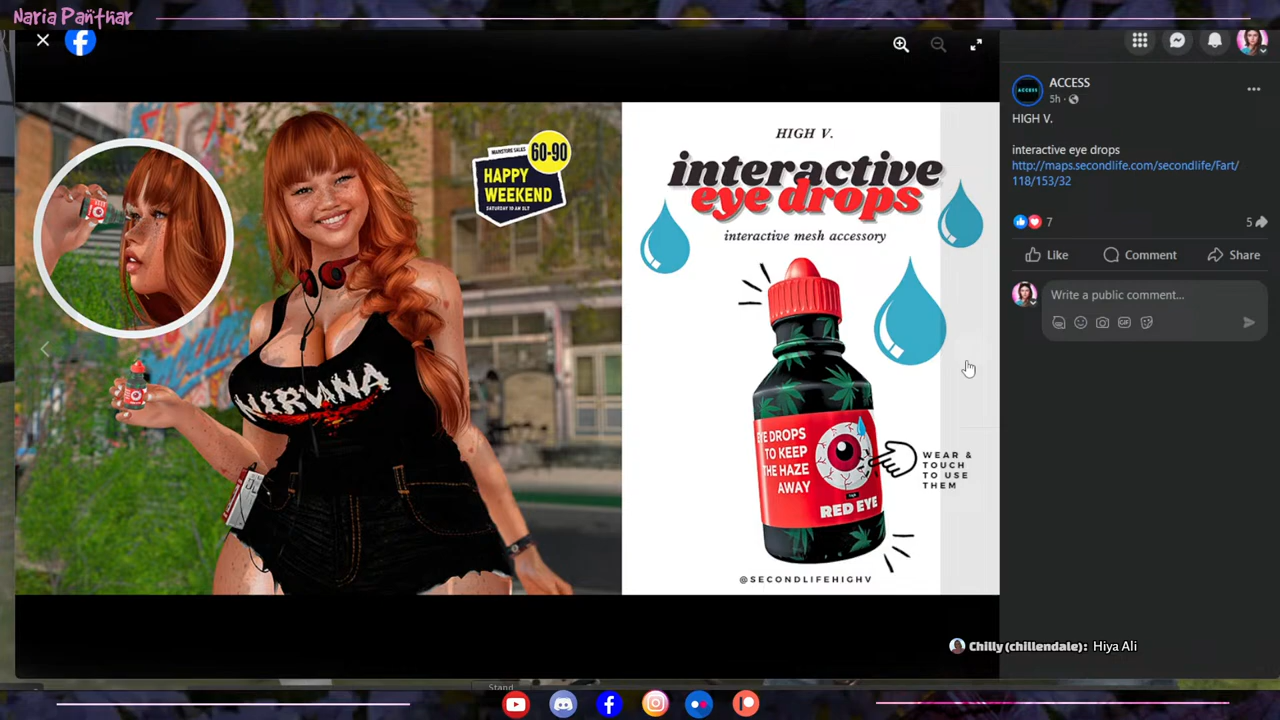 Naria Panthar
ACCESS
5h
HIGH V.
interactive eye drops
http://maps.secondlife.com/secondlife/Fart/
118/153/32
7
5
Like
Comment
Share
Write a public comment...
GIF
MAINSTORE SALES
60-90
HAPPY
WEEKEND
SATURDAY 10 AM SLT
NIRVANA
HIGH V.
interactive
eye drops
interactive mesh accessory
EYE DROPS
TO KEEP
THE HAZE
AWAY
RED EYE
WEAR &
TOUCH
TO USE
THEM
@SECONDLIFEHIGHV
Chilly (chillendale): Hiya Ali
Stand